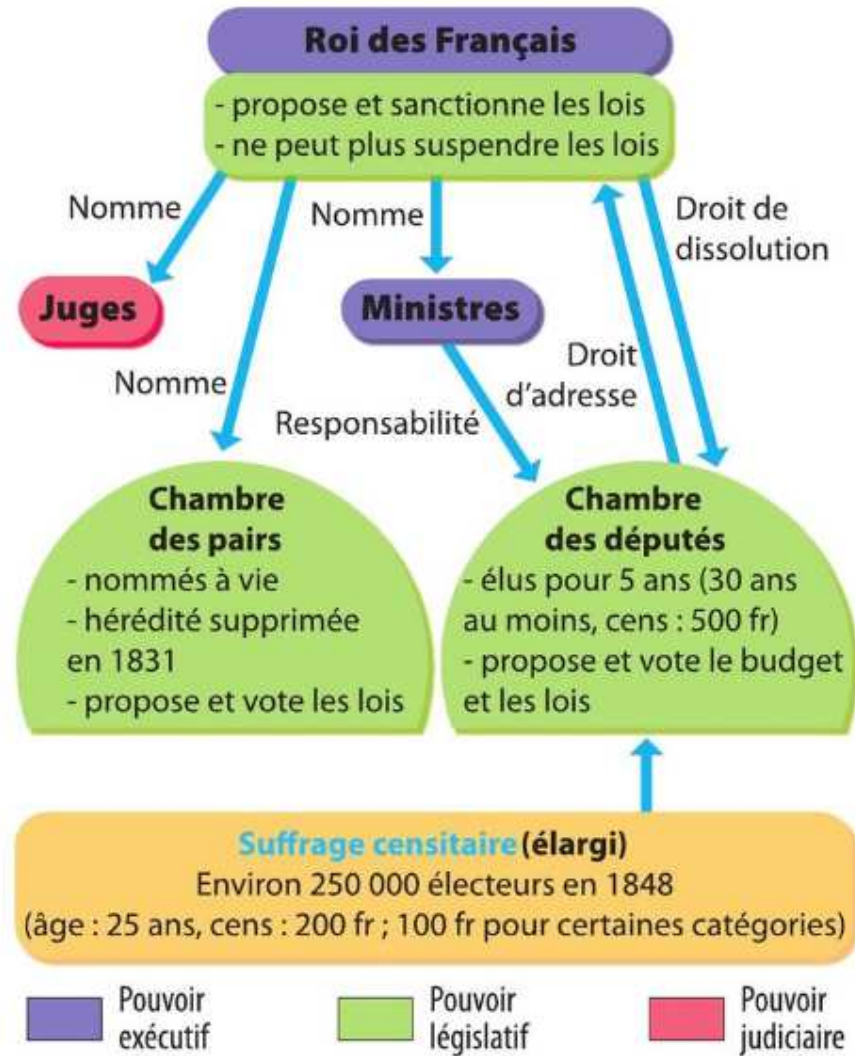 Roi des Français
- propose et sanctionne les lois
- ne peut plus suspendre les lois
Nomme
Nomme
Droit de
dissolution
Juges
Ministres
Nomme
Droit
d'adresse
Responsabilité
Chambre
des pairs
- nommés à vie
- hérédité supprimée
en 1831
- propose et vote les lois
Chambre
des députés
- élus pour 5 ans (30 ans
au moins, cens : 500 fr)
- propose et vote le budget
et les lois
Suffrage censitaire (élargi)
Environ 250 000 électeurs en 1848
(âge : 25 ans, cens : 200 fr ; 100 fr pour certaines catégories)
Pouvoir
exécutif
Pouvoir
législatif
Pouvoir
judiciaire